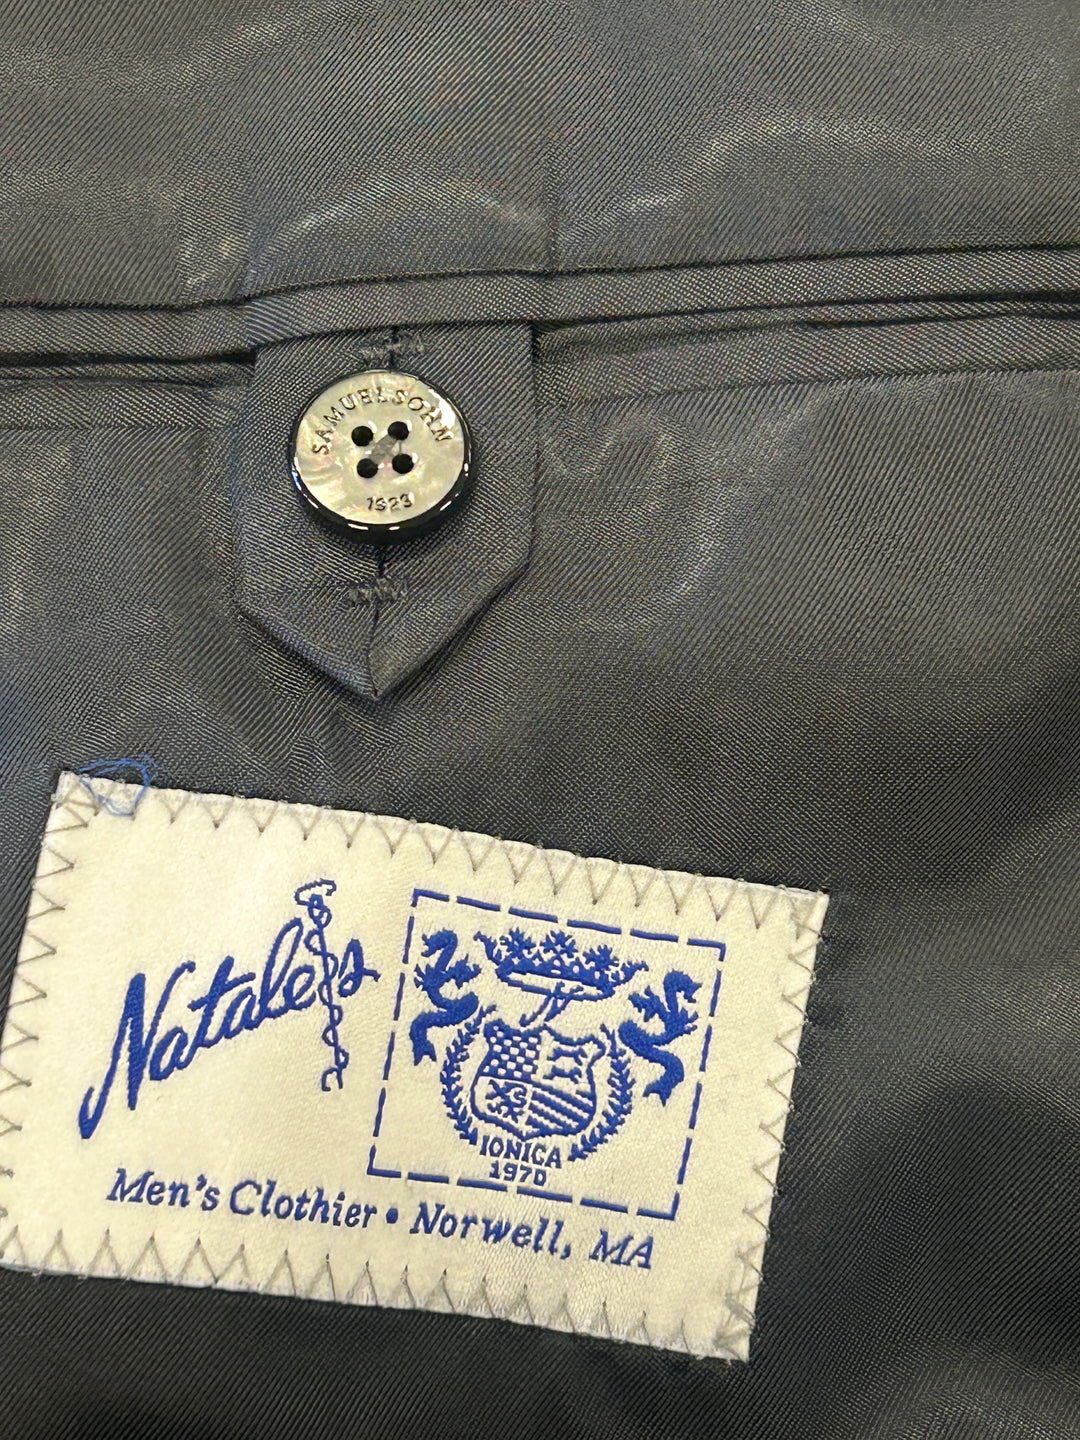 SAMUELSOHN
1923
Natale's
IONICA
1970
Men's Clothier • Norwell, MA